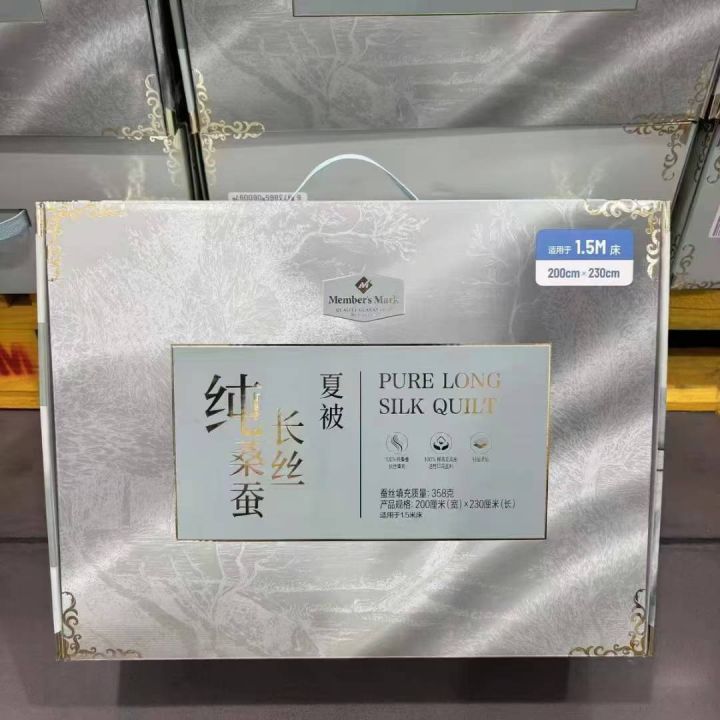 适用于 1.5M 床
200cm×230cm
Member's Mark
纯桑蚕
长丝
夏被
PURE LONG
SILK QUILT
蚕丝填充质量:368克
产品规格:200厘米(宽)×230厘米(长)
适用于1.5米床